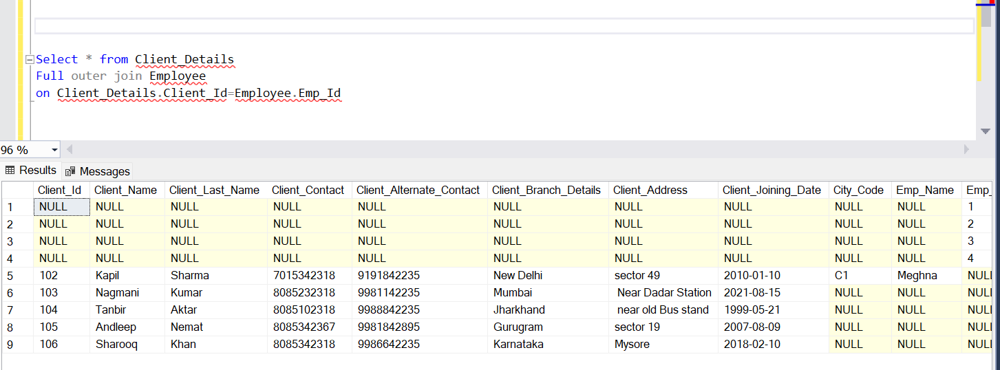 Select * from Client_Details
Full outer join Employee
on Client_Details.Client_Id=Employee.Emp_Id
96 %
Results Messages
Client_Id Client_Name Client_Last_Name Client_Contact Client_Alternate_Contact Client_Branch_Details Client_Address Client_Joining_Date City_Code Emp_Name Emp_
1 NULL NULL NULL NULL NULL NULL NULL NULL NULL NULL 1
2 NULL NULL NULL NULL NULL NULL NULL NULL NULL NULL 2
3 NULL NULL NULL NULL NULL NULL NULL NULL NULL NULL 3
4 NULL NULL NULL NULL NULL NULL NULL NULL NULL NULL 4
5 102 Kapil Sharma 7015342318 9191842235 New Delhi sector 49 2010-01-10 C1 Meghna NULL
6 103 Nagmani Kumar 8085232318 9981142235 Mumbai Near Dadar Station 2021-08-15 NULL NULL NULL
7 104 Tanbir Aktar 8085102318 9988842235 Jharkhand near old Bus stand 1999-05-21 NULL NULL NULL
8 105 Andleep Nemat 8085342367 9981842895 Gurugram sector 19 2007-08-09 NULL NULL NULL
9 106 Sharooq Khan 8085342318 9986642235 Karnataka Mysore 2018-02-10 NULL NULL NULL